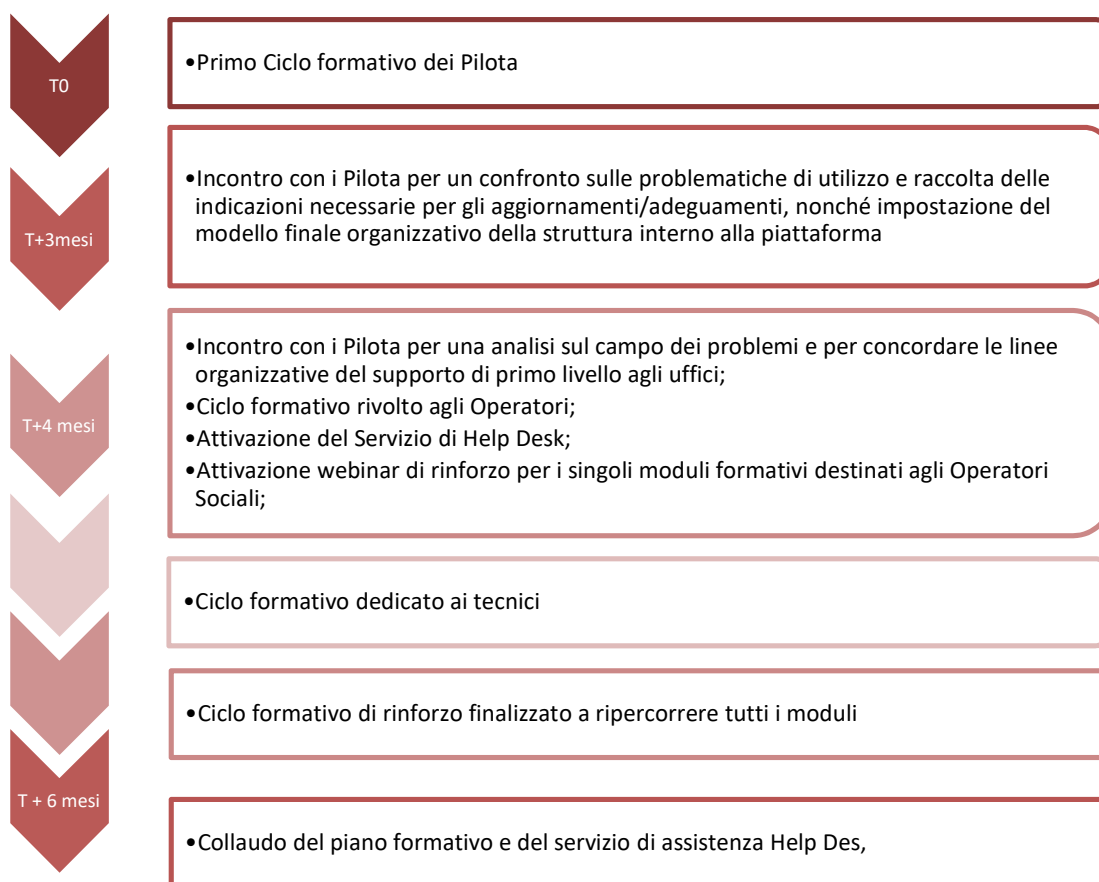 T0
•Primo Ciclo formativo dei Pilota
T+3mesi
•Incontro con i Pilota per un confronto sulle problematiche di utilizzo e raccolta delle
indicazioni necessarie per gli aggiornamenti/adeguamenti, nonché impostazione del
modello finale organizzativo della struttura interno alla piattaforma
T+4 mesi
•Incontro con i Pilota per una analisi sul campo dei problemi e per concordare le linee
organizzative del supporto di primo livello agli uffici;
•Ciclo formativo rivolto agli Operatori;
•Attivazione del Servizio di Help Desk;
•Attivazione webinar di rinforzo per i singoli moduli formativi destinati agli Operatori
Sociali;
•Ciclo formativo dedicato ai tecnici
•Ciclo formativo di rinforzo finalizzato a ripercorrere tutti i moduli
T + 6 mesi
•Collaudo del piano formativo e del servizio di assistenza Help Des,